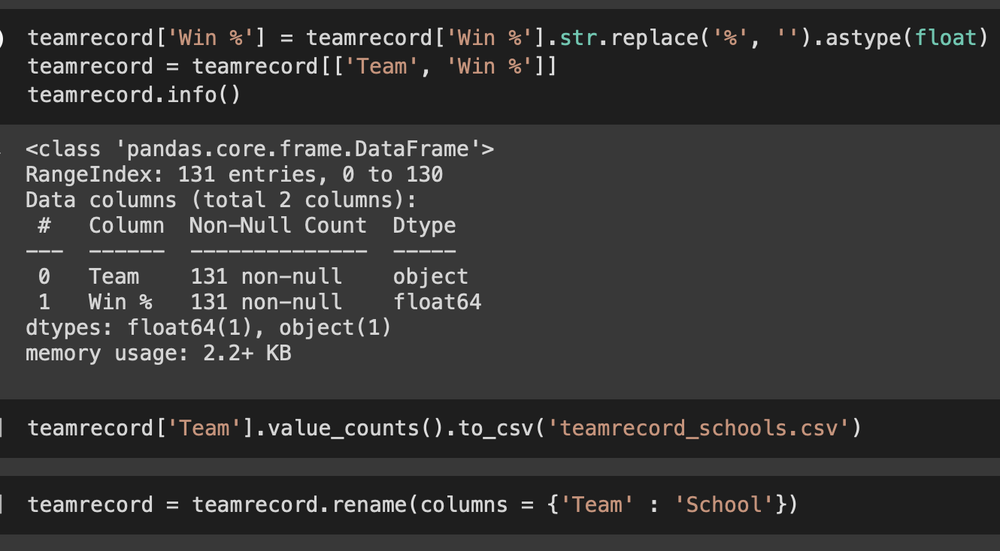 teamrecord['Win %'] = teamrecord['Win %'].str.replace('%', '').astype(float)
teamrecord = teamrecord[['Team', 'Win %']]
teamrecord.info()
<class 'pandas.core.frame.DataFrame'>
RangeIndex: 131 entries, 0 to 130
Data columns (total 2 columns):
 #   Column  Non-Null Count  Dtype
---  ------  --------------  -----
 0   Team    131 non-null    object
 1   Win %   131 non-null    float64
dtypes: float64(1), object(1)
memory usage: 2.2+ KB
teamrecord['Team'].value_counts().to_csv('teamrecord_schools.csv')
teamrecord = teamrecord.rename(columns = {'Team' : 'School'})